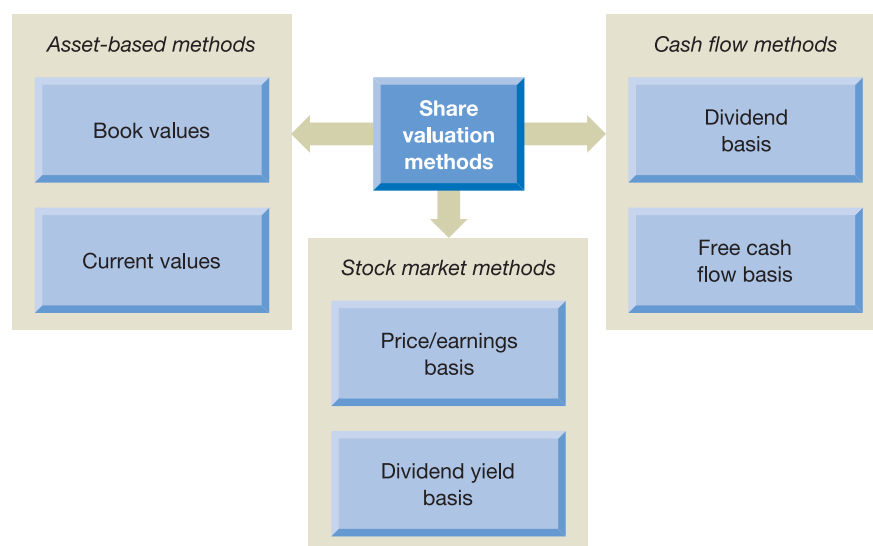 Asset-based methods
Book values
Current values
Share
valuation
methods
Stock market methods
Price/earnings
basis
Dividend yield
basis
Cash flow methods
Dividend
basis
Free cash
flow basis